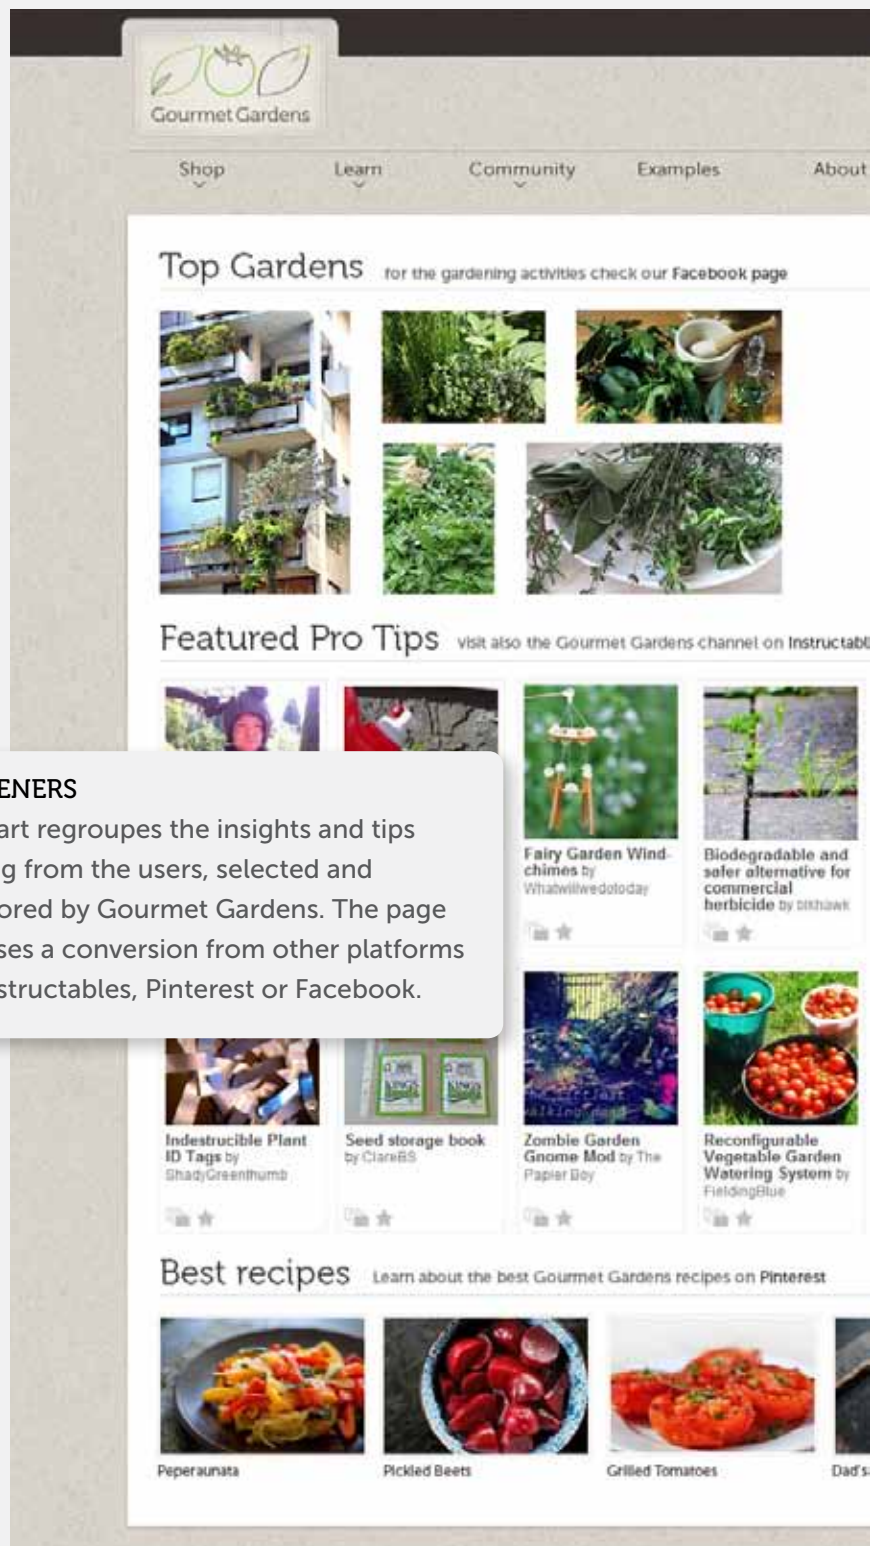 Gourmet Gardens
Shop Learn Community Examples About
Top Gardens for the gardening activities check our Facebook page
Featured Pro Tips visit also the Gourmet Gardens channel on
ENERS
art regroupes the insights and tips
g from the users, selected and
ored by Gourmet Gardens. The page
ses a conversion from other platforms
structables, Pinterest or Facebook.
Fairy Garden Wind-
chimes by
Whatwillwedotoday
Biodegradable and
safer alternative for
commercial
herbicide by
KINGS
KINGS
Indestrucible Plant
ID Tags by
ShadyGreenthumb
Seed storage book
by ClareBS
Zombie Garden
Gnome Mod by The
Papier Boy
Reconfigurable
Vegetable Garden
Watering System by
FieldingBlue
Best recipes Learn about the best Gourmet Gardens recipes on Pinterest
Peperaunata
Pickled Beets
Grilled Tomatoes
Dad's